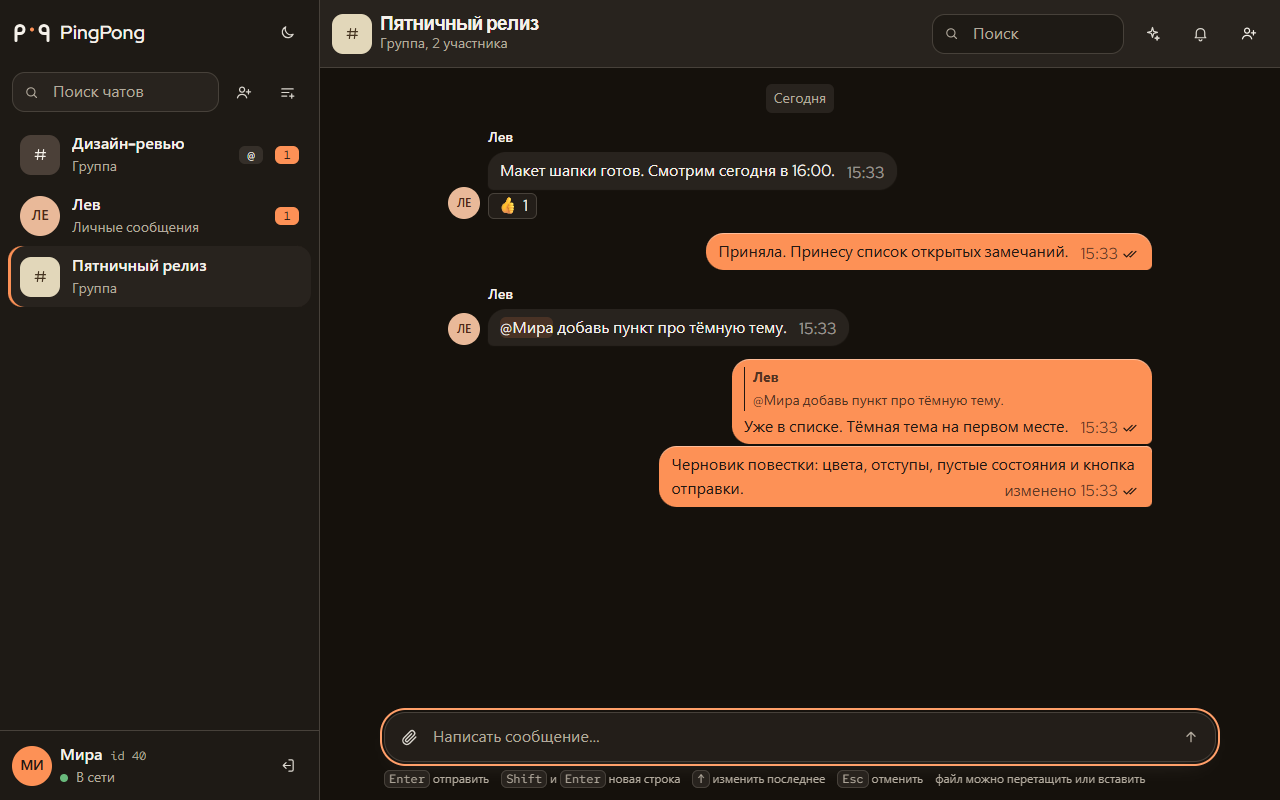 PingPong
Поиск чатов
# Дизайн-ревью @ 1
Группа
ЛЕ Лев 1
Личные сообщения
# Пятничный релиз
Группа
МИ Мира id 40
В сети
# Пятничный релиз
Группа, 2 участника
Поиск
Сегодня
Лев
Макет шапки готов. Смотрим сегодня в 16:00. 15:33
ЛЕ 👍 1
Приняла. Принесу список открытых замечаний. 15:33
Лев
ЛЕ @Мира добавь пункт про тёмную тему. 15:33
Лев
@Мира добавь пункт про тёмную тему.
Уже в списке. Тёмная тема на первом месте. 15:33
Черновик повестки: цвета, отступы, пустые состояния и кнопка
отправки. изменено 15:33
Написать сообщение…
Enter отправить Shift и Enter новая строка ↑ изменить последнее Esc отменить файл можно перетащить или вставить